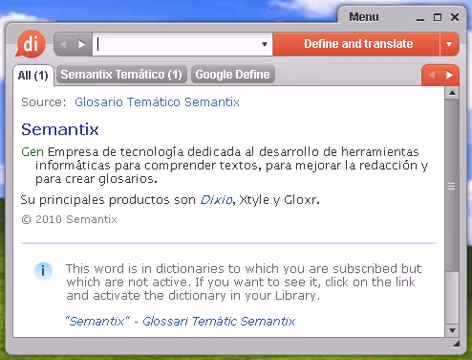 Menu
di
Define and translate
All (1)
Semantix Temático (1)
Google Define
Source: Glosario Temático Semantix
Semantix
Gen Empresa de tecnología dedicada al desarrollo de herramientas
informáticas para comprender textos, para mejorar la redacción y
para crear glosarios.
Su principales productos son Dixio, Xtyle y Gloxr.
© 2010 Semantix
This word is in dictionaries to which you are subscribed but
which are not active. If you want to see it, click on the link
and activate the dictionary in your Library.
"Semantix" - Glossari Temàtic Semantix